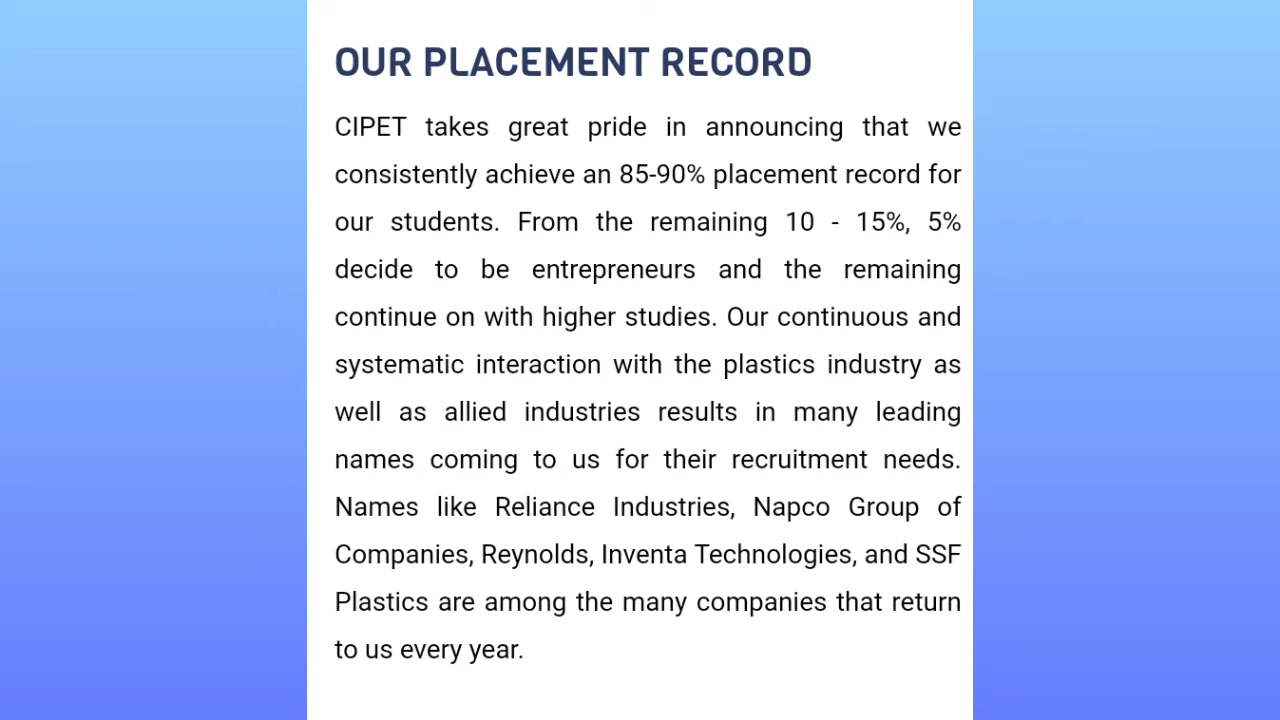 OUR PLACEMENT RECORD
CIPET takes great pride in announcing that we
consistently achieve an 85-90% placement record for
our students. From the remaining 10 - 15%, 5%
decide to be entrepreneurs and the remaining
continue on with higher studies. Our continuous and
systematic interaction with the plastics industry as
well as allied industries results in many leading
names coming to us for their recruitment needs.
Names like Reliance Industries, Napco Group of
Companies, Reynolds, Inventa Technologies, and SSF
Plastics are among the many companies that return
to us every year.